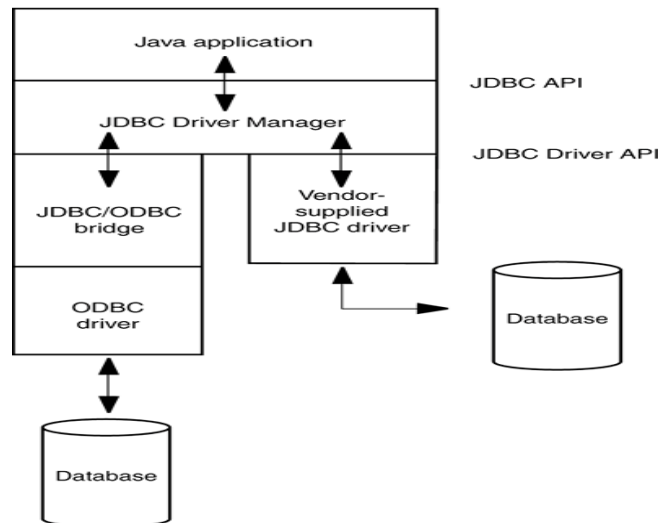 Java application
JDBC API
JDBC Driver Manager
JDBC Driver API
JDBC/ODBC
bridge
Vendor-
supplied
JDBC driver
ODBC
driver
Database
Database